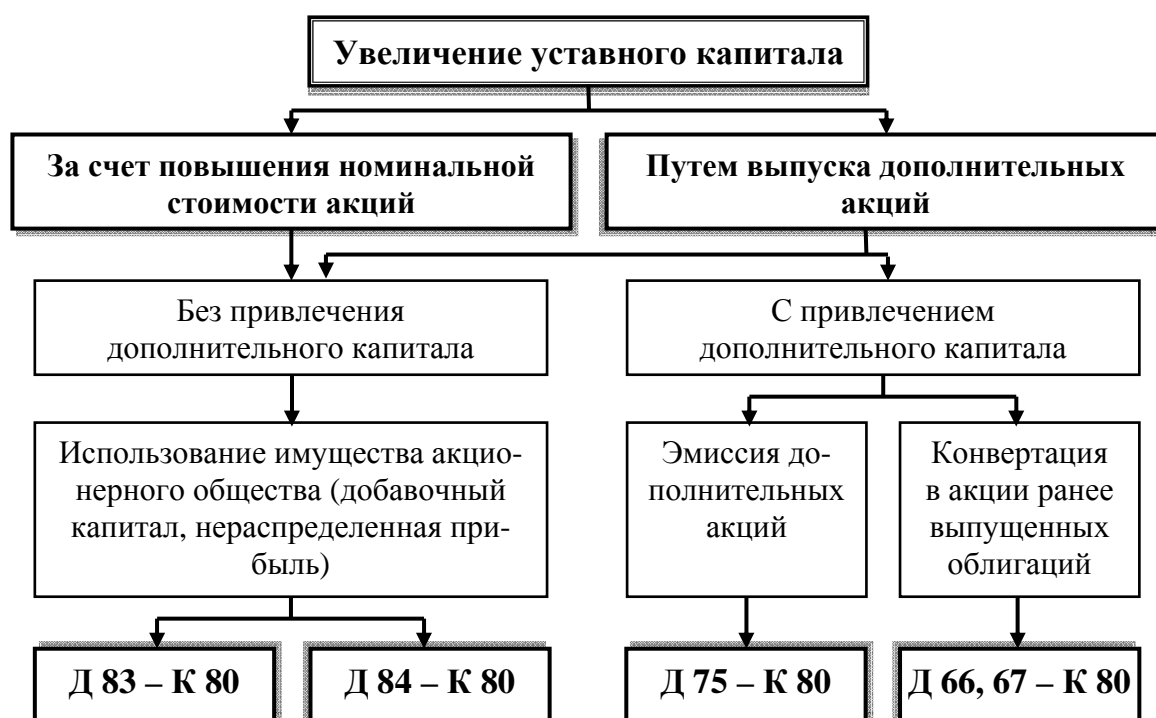 Увеличение уставного капитала
За счет повышения номинальной
стоимости акций
Путем выпуска дополнительных
акций
Без привлечения
дополнительного капитала
С привлечением
дополнительного капитала
Использование имущества акцио-
нерного общества (добавочный
капитал, нераспределенная при-
быль)
Эмиссия до-
полнительных
акций
Конвертация
в акции ранее
выпущенных
облигаций
Д 83 – К 80
Д 84 – К 80
Д 75 – К 80
Д 66, 67 – К 80